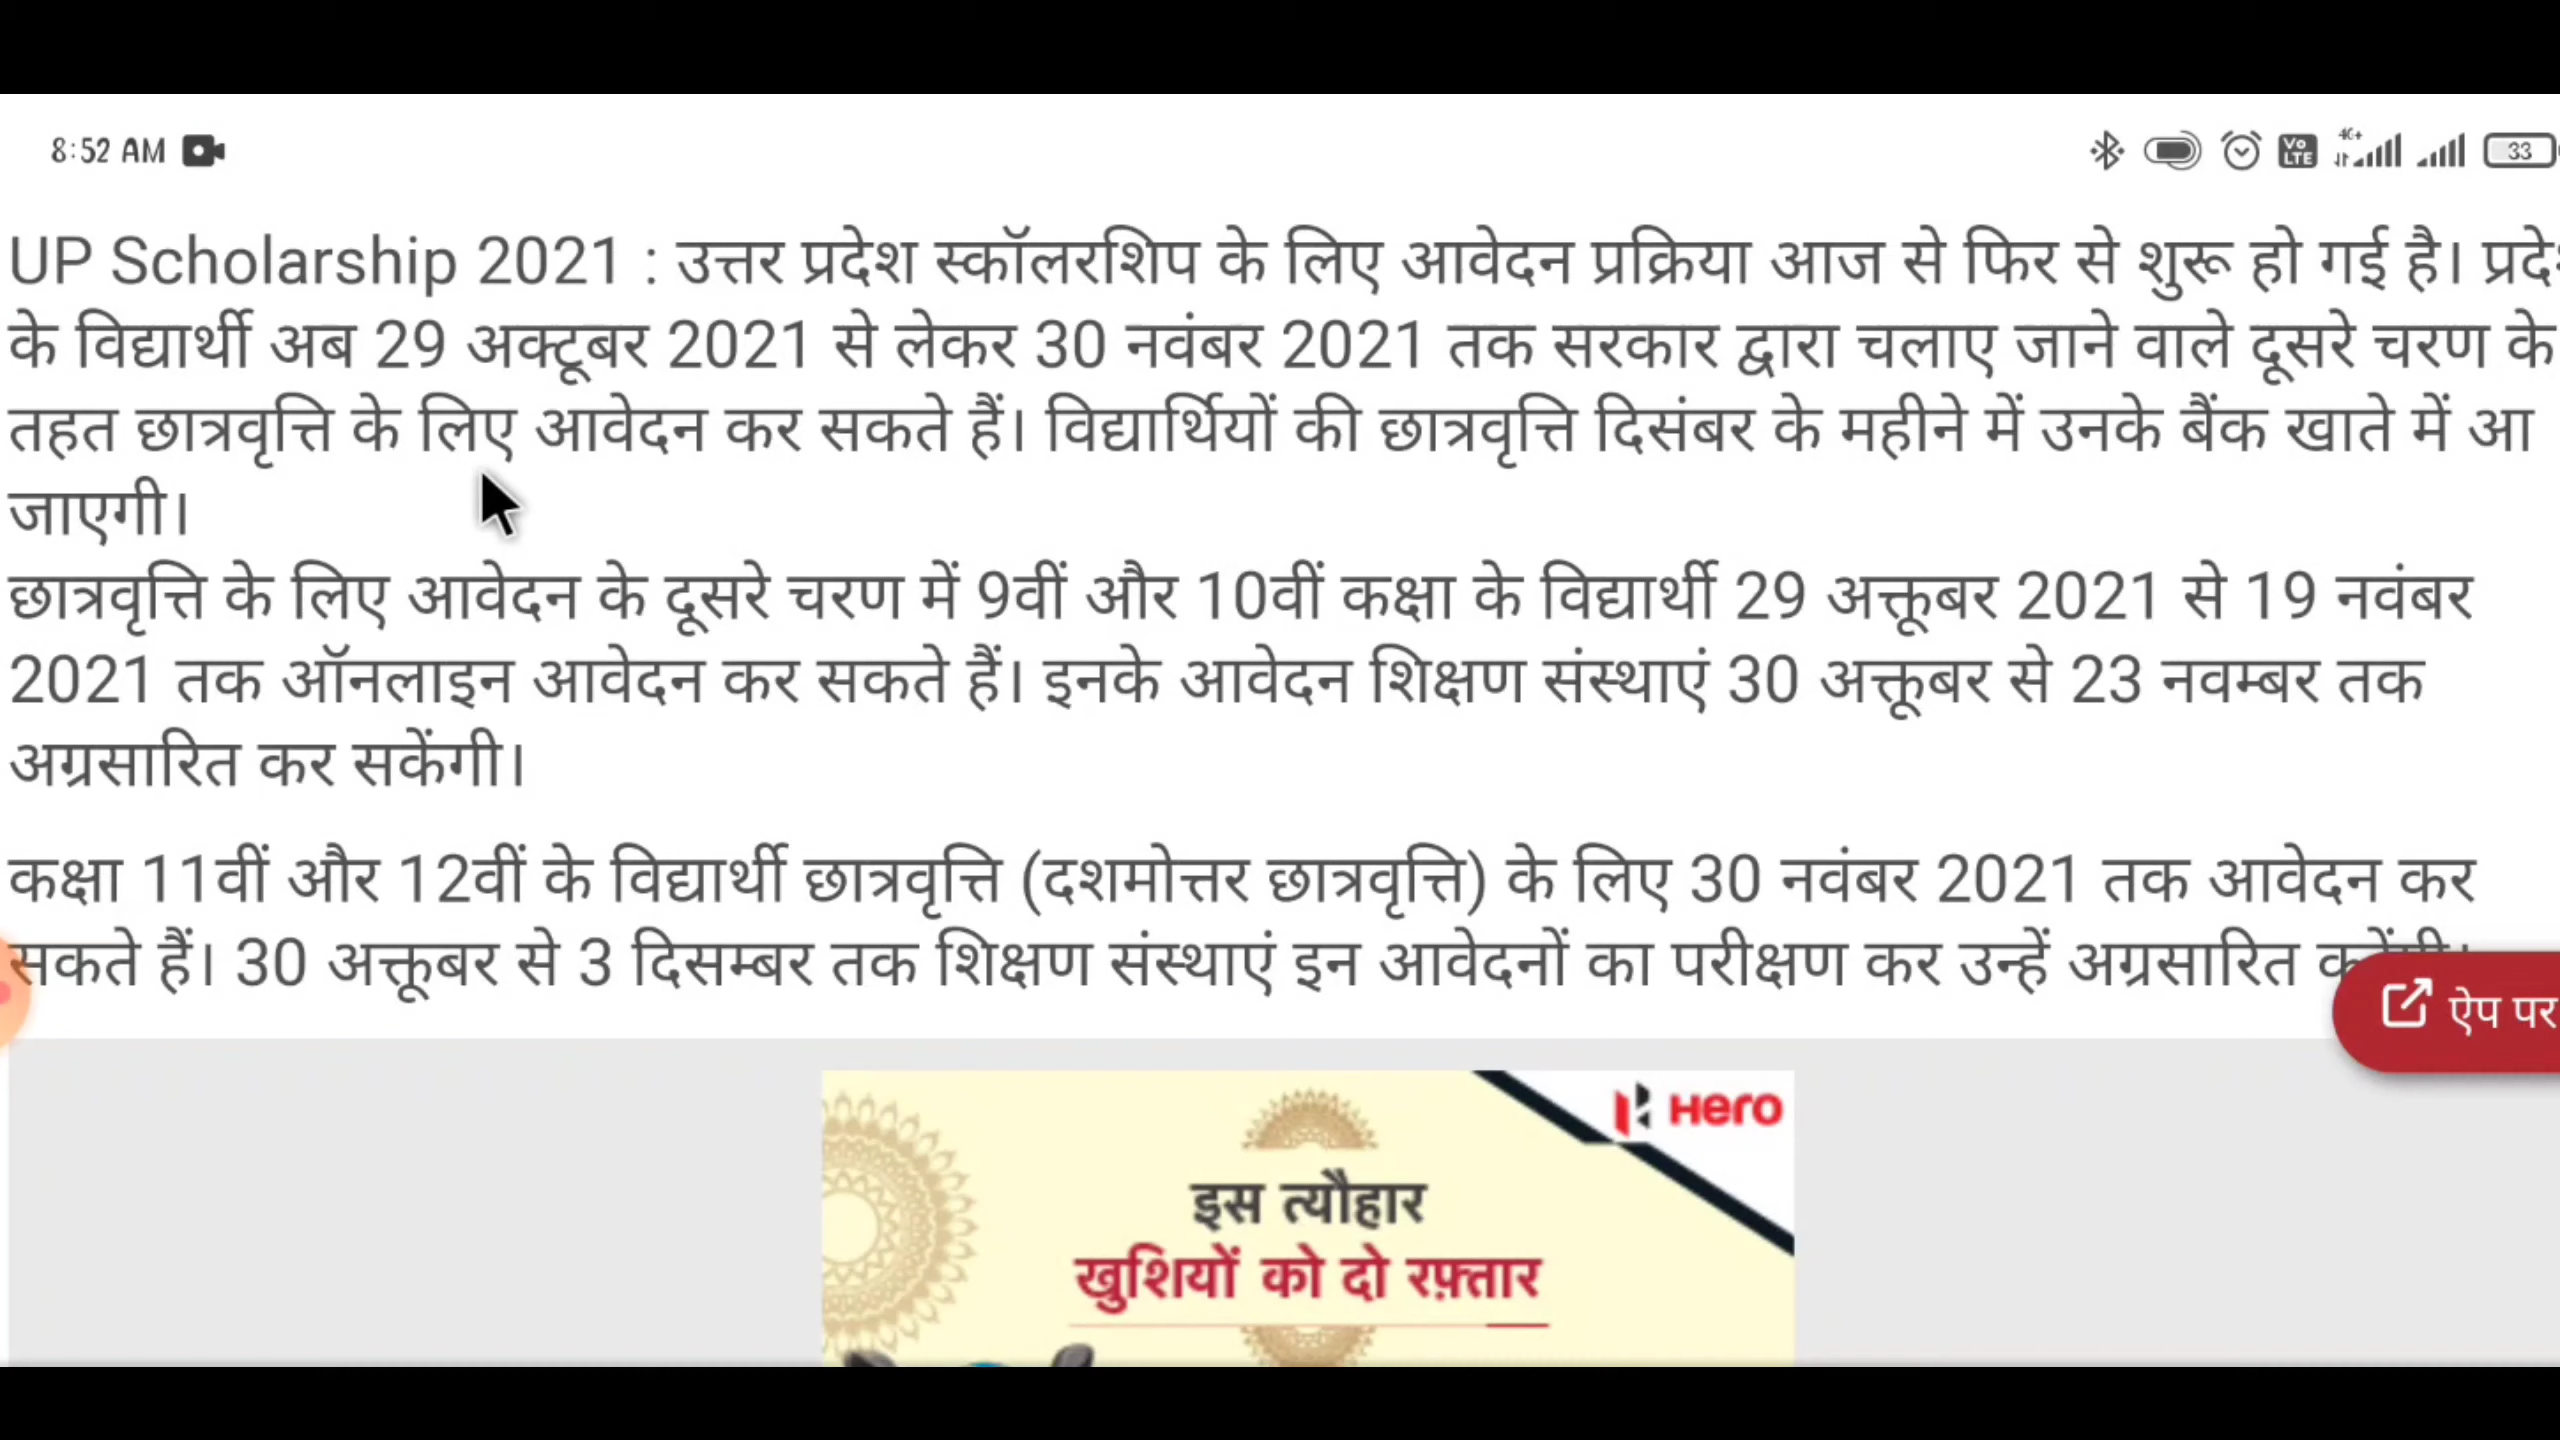 8:52 AM
Vo LTE 4G+ 33
UP Scholarship 2021 : उत्तर प्रदेश स्कॉलरशिप के लिए आवेदन प्रक्रिया आज से फिर से शुरू हो गई है।
के विद्यार्थी अब 29 अक्टूबर 2021 से लेकर 30 नवंबर 2021 तक सरकार द्वारा चलाए जाने वाले दूसरे चरण के
तहत छात्रवृत्ति के लिए आवेदन कर सकते हैं। विद्यार्थियों की छात्रवृत्ति दिसंबर के महीने में उनके बैंक खाते में आ
जाएगी।
छात्रवृत्ति के लिए आवेदन के दूसरे चरण में 9वीं और 10वीं कक्षा के विद्यार्थी 29 अक्तूबर 2021 से 19 नवंबर
2021 तक ऑनलाइन आवेदन कर सकते हैं। इनके आवेदन शिक्षण संस्थाएं 30 अक्तूबर से 23 नवम्बर तक
अग्रसारित कर सकेंगी।
कक्षा 11वीं और 12वीं के विद्यार्थी छात्रवृत्ति (दशमोत्तर छात्रवृत्ति) के लिए 30 नवंबर 2021 तक आवेदन कर
सकते हैं। 30 अक्तूबर से 3 दिसम्बर तक शिक्षण संस्थाएं इन आवेदनों का परीक्षण कर उन्हें अग्रसारित
ऐप पर
Hero
इस त्यौहार
खुशियों को दो रफ़्तार